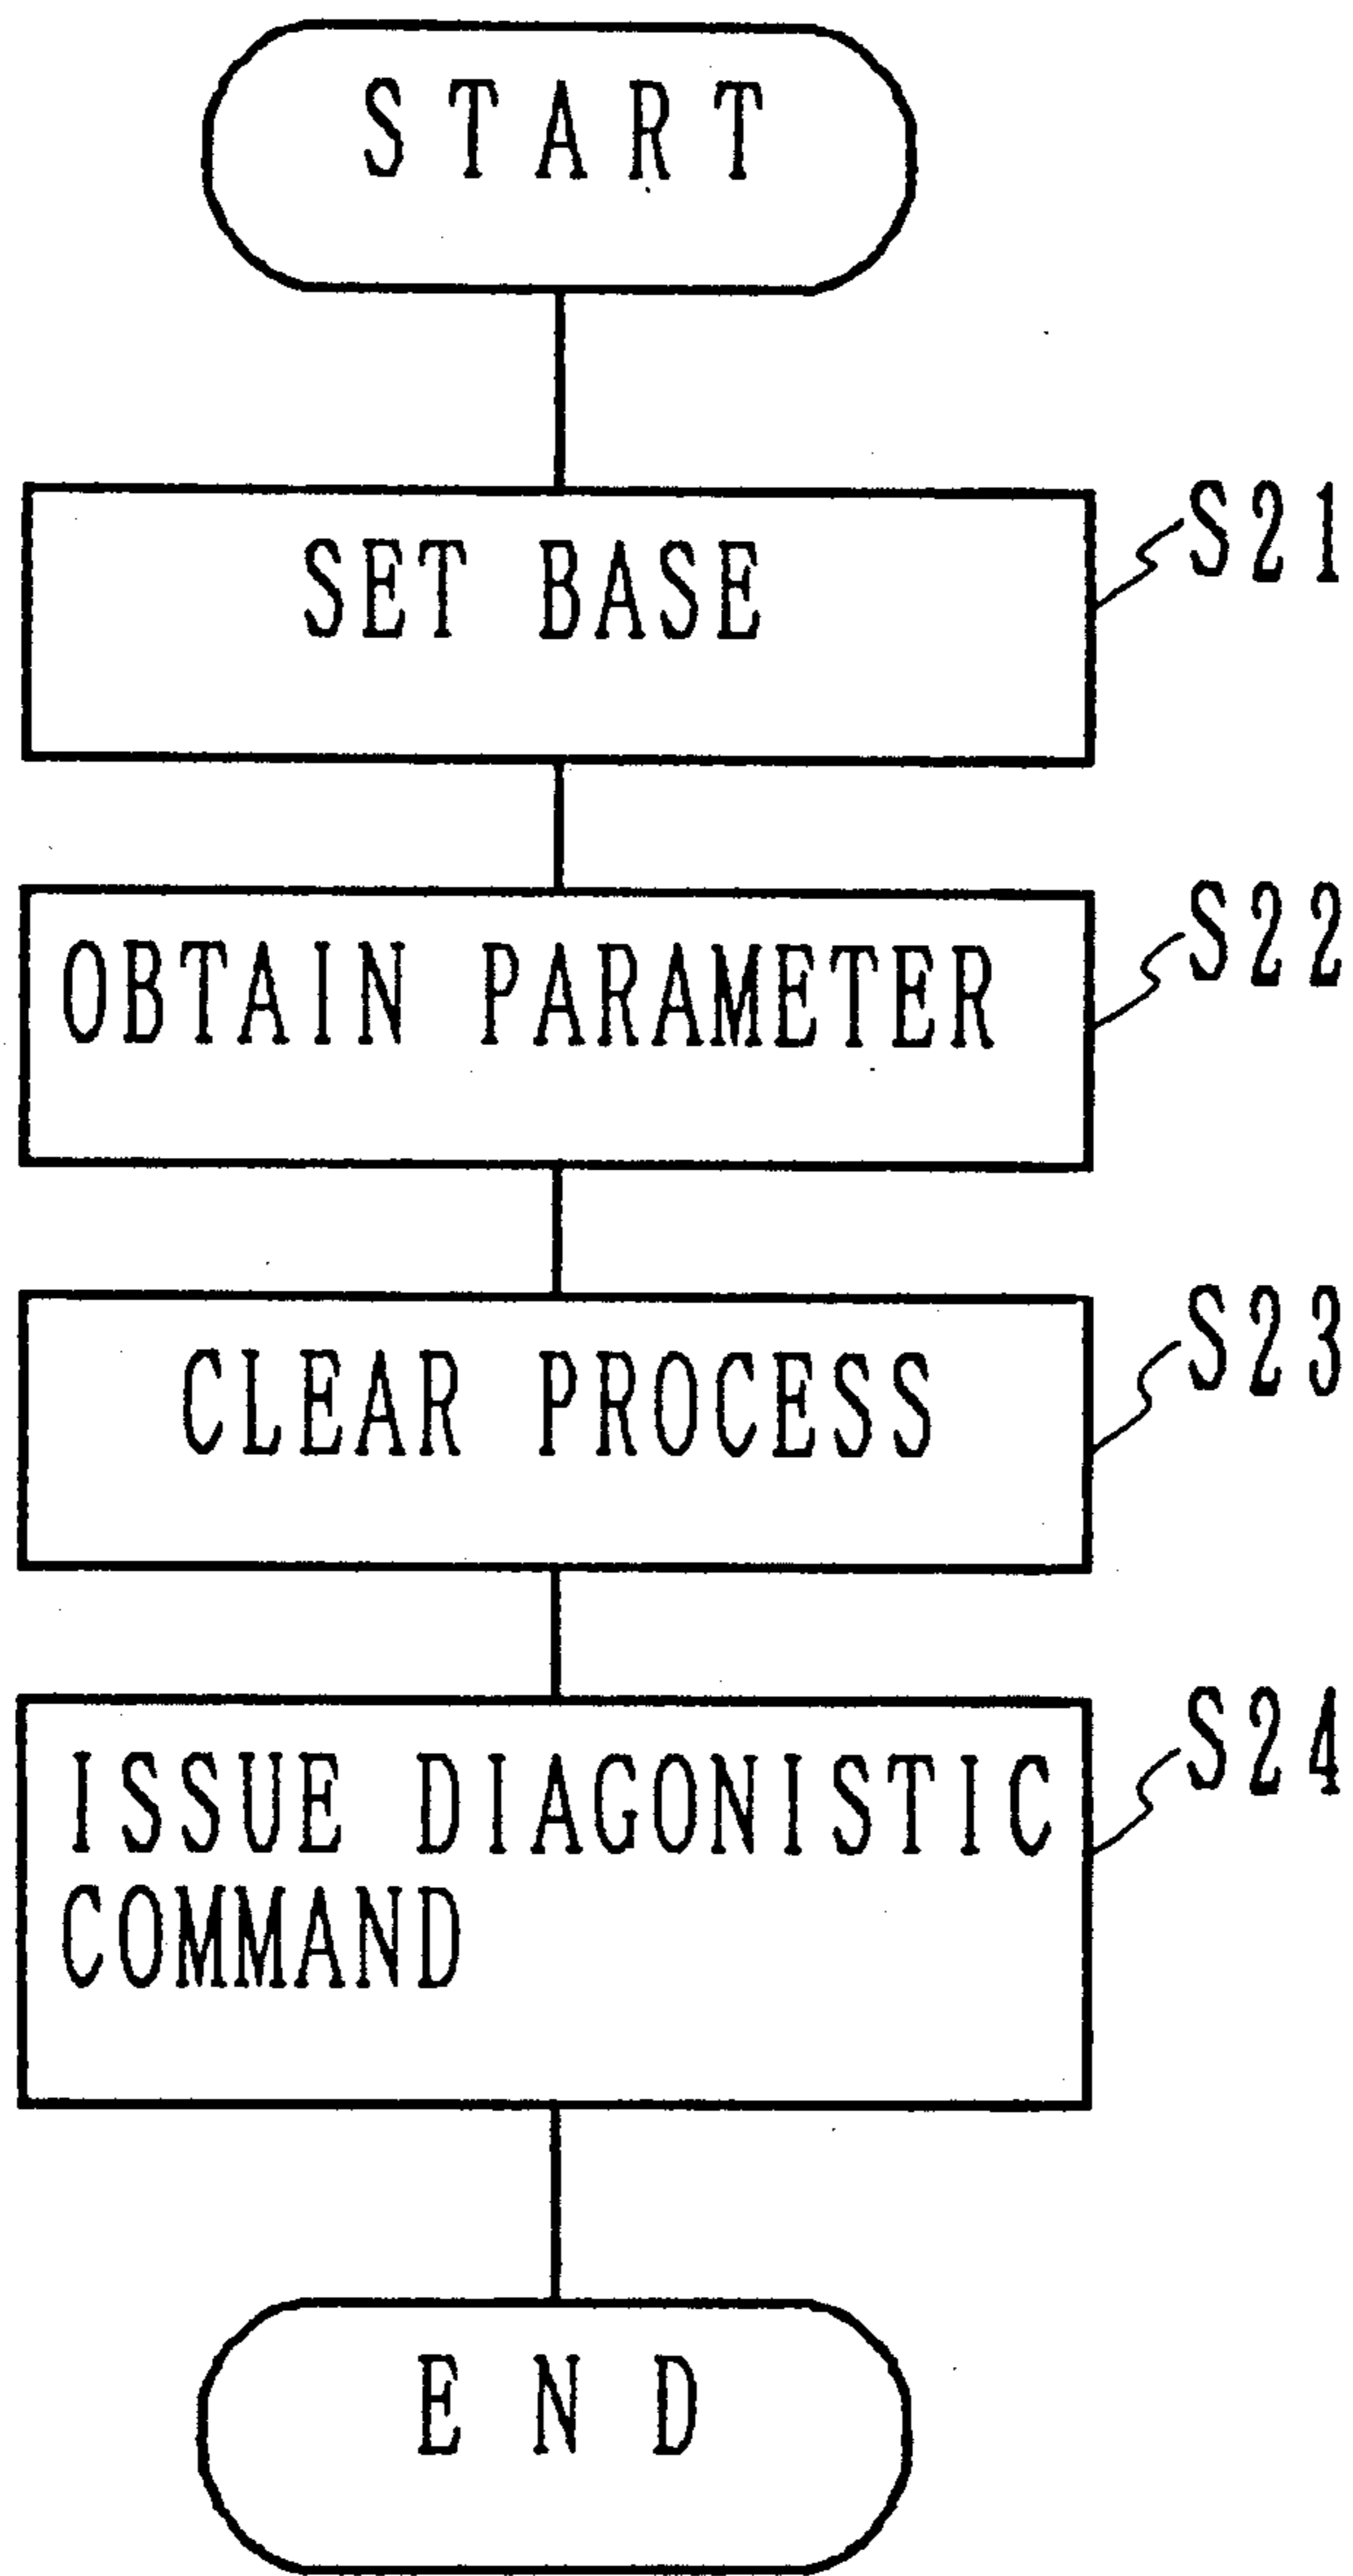 START
SET BASE
S21
OBTAIN PARAMETER
S22
CLEAR PROCESS
S23
ISSUE DIAGONISTIC
COMMAND
S24
END